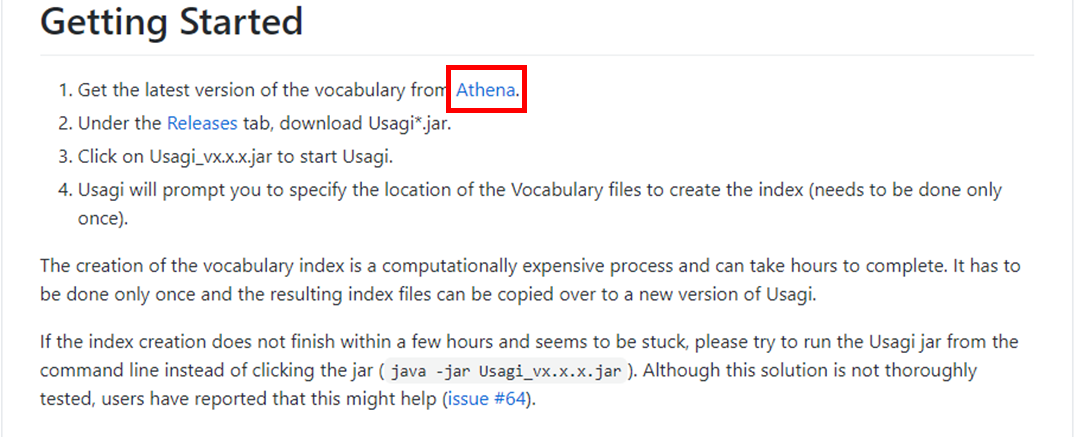 Getting Started
1. Get the latest version of the vocabulary from Athena.
2. Under the Releases tab, download Usagi*.jar.
3. Click on Usagi_vx.x.x.jar to start Usagi.
4. Usagi will prompt you to specify the location of the Vocabulary files to create the index (needs to be done only
once).
The creation of the vocabulary index is a computationally expensive process and can take hours to complete. It has to
be done only once and the resulting index files can be copied over to a new version of Usagi.
If the index creation does not finish within a few hours and seems to be stuck, please try to run the Usagi jar from the
command line instead of clicking the jar ( java -jar Usagi_vx.x.x.jar ). Although this solution is not thoroughly
tested, users have reported that this might help (issue #64).